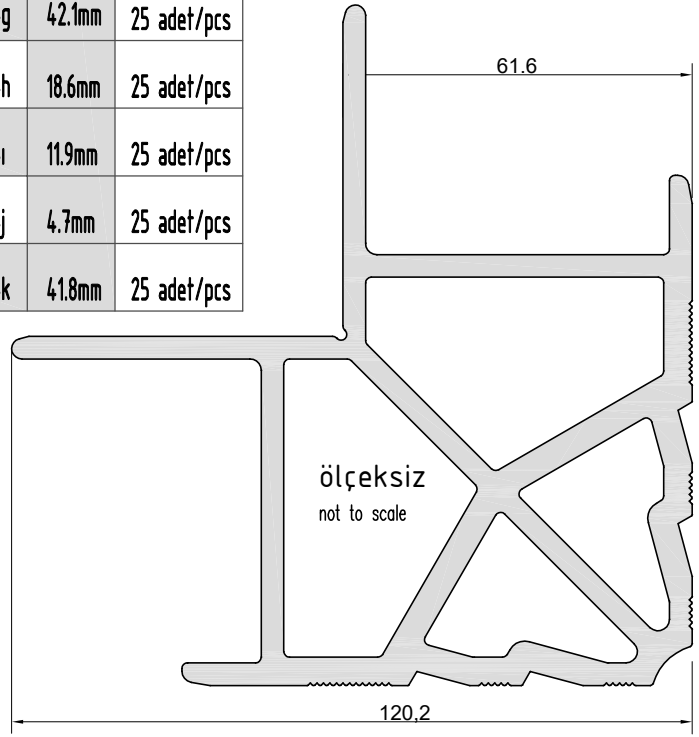 g 42.1mm 25 adet/pcs
h 18.6mm 25 adet/pcs
ı 11.9mm 25 adet/pcs
j 4.7mm 25 adet/pcs
k 41.8mm 25 adet/pcs
61.6
ölçeksiz
not to scale
120,2